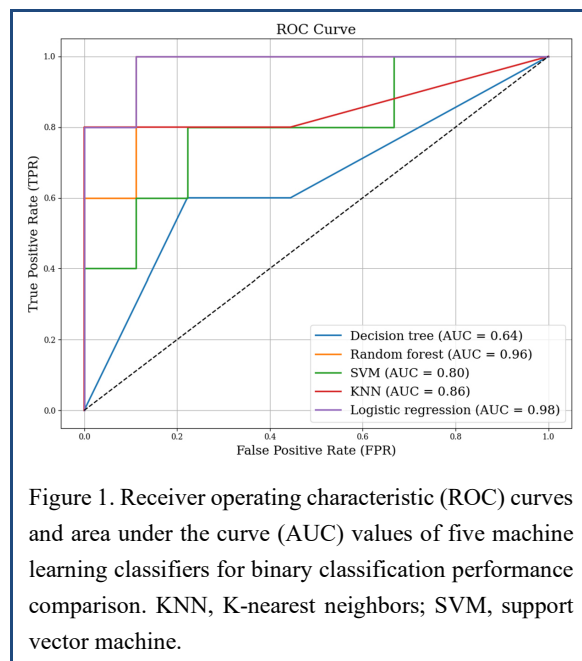 ROC Curve
1.0
0.8
0.6
0.4
0.2
0.0
True Positive Rate (TPR)
0.0 0.2 0.4 0.6 0.8 1.0
False Positive Rate (FPR)
Decision tree (AUC = 0.64)
Random forest (AUC = 0.96)
SVM (AUC = 0.80)
KNN (AUC = 0.86)
Logistic regression (AUC = 0.98)
Figure 1. Receiver operating characteristic (ROC) curves
and area under the curve (AUC) values of five machine
learning classifiers for binary classification performance
comparison. KNN, K-nearest neighbors; SVM, support
vector machine.